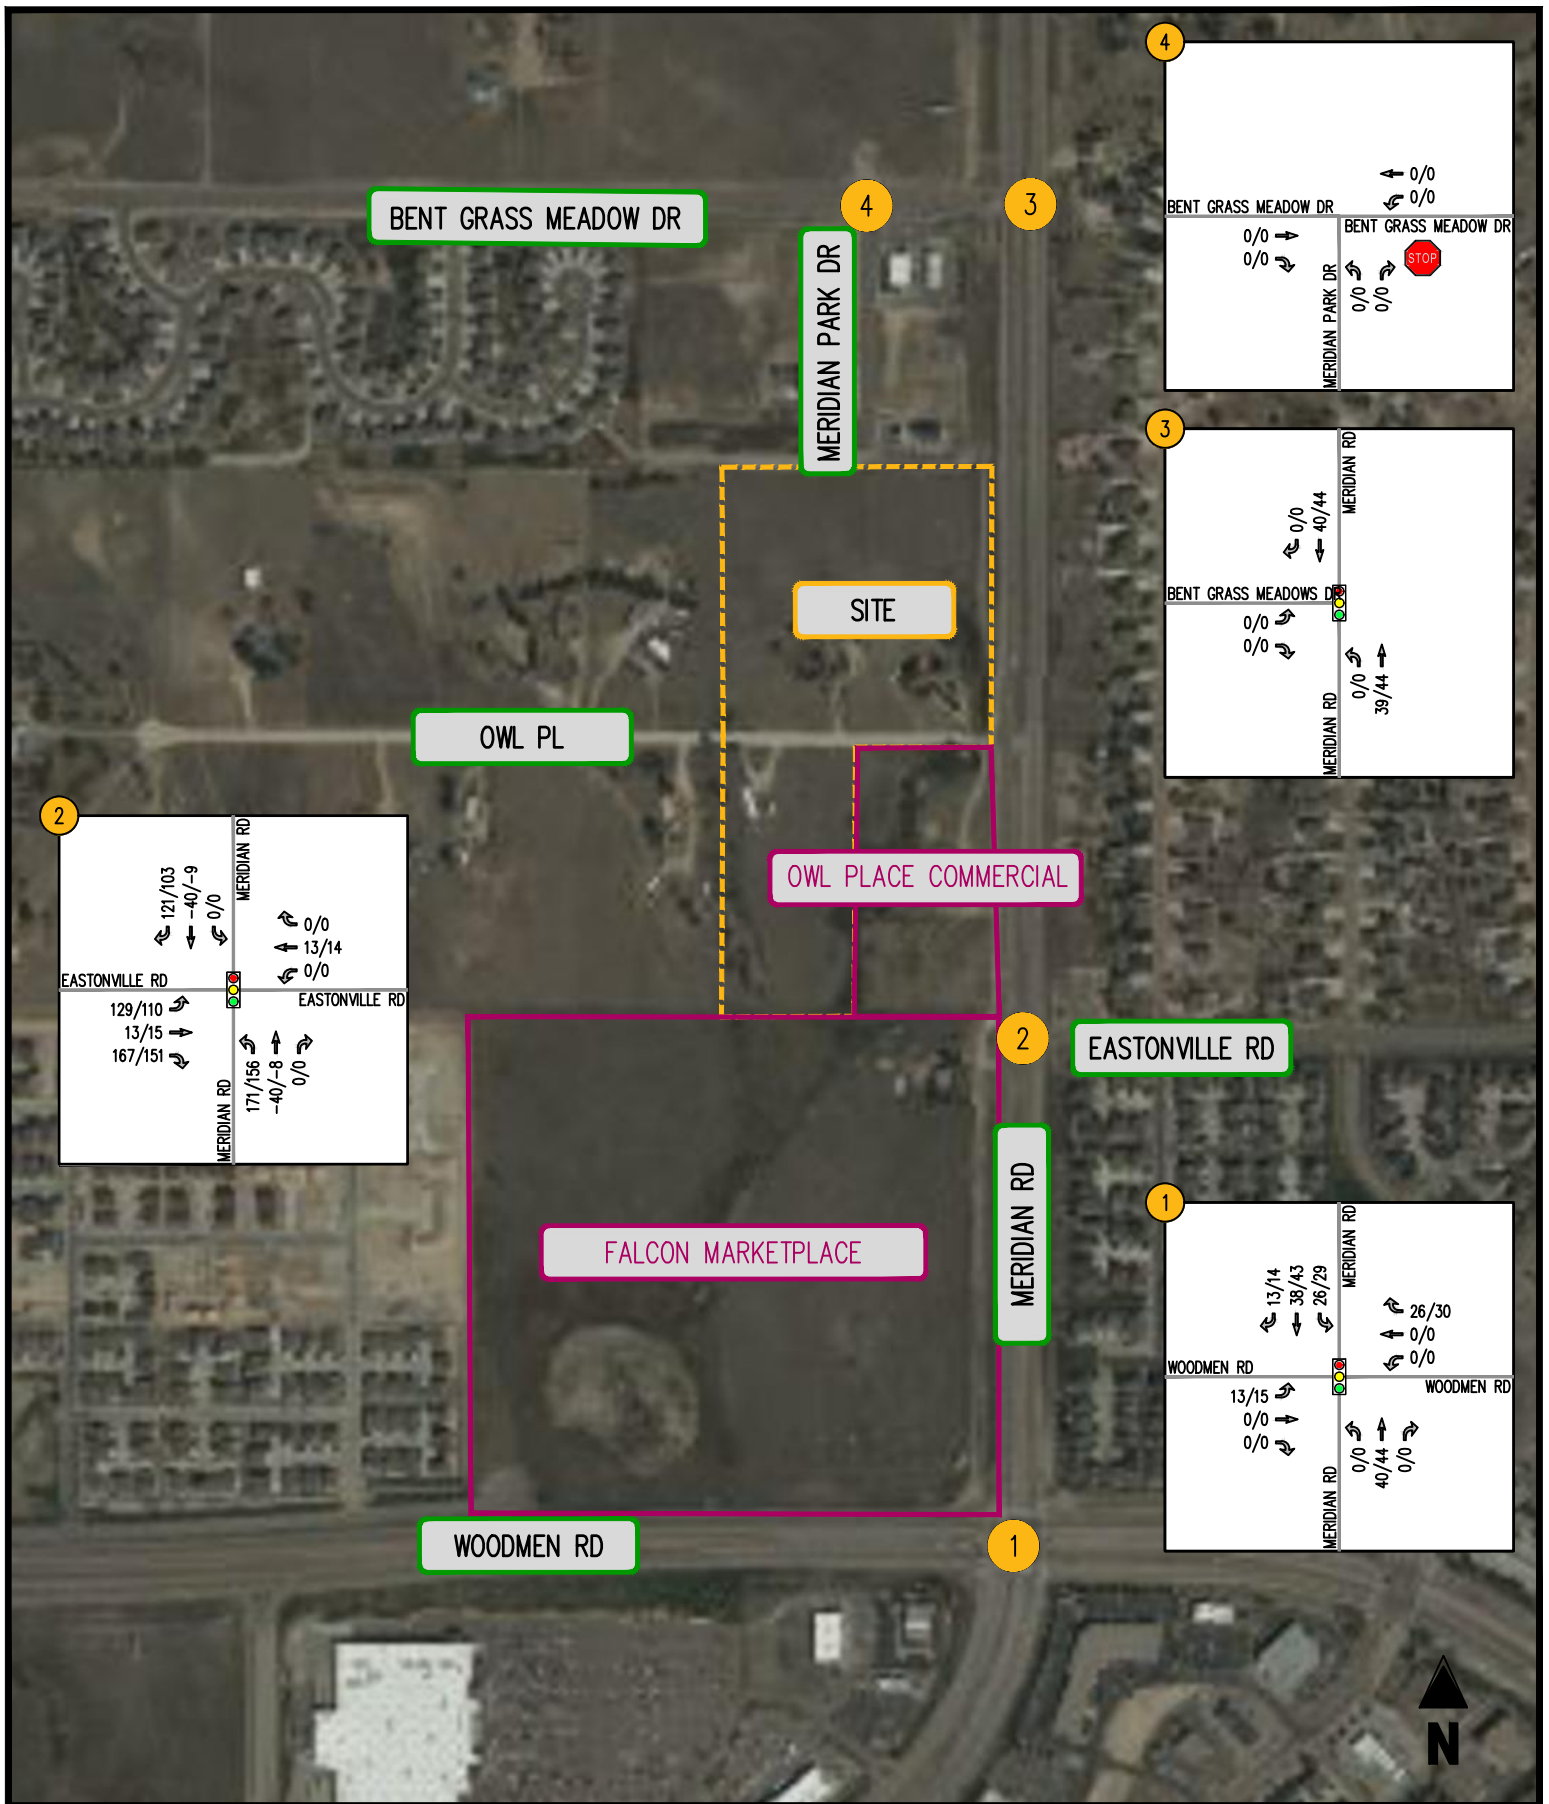 4
0/0
0/0
BENT GRASS MEADOW DR
BENT GRASS MEADOW DR
0/0
0/0
STOP
0/0
0/0
MERIDIAN PARK DR
BENT GRASS MEADOW DR
4
3
MERIDIAN PARK DR
3
MERIDIAN RD
0/0
40/44
BENT GRASS MEADOWS DR
0/0
0/0
0/0
39/44
MERIDIAN RD
SITE
OWL PL
OWL PLACE COMMERCIAL
2
MERIDIAN RD
121/103
-40/-9
0/0
0/0
13/14
0/0
EASTONVILLE RD
EASTONVILLE RD
129/110
13/15
167/151
171/156
-40/-8
0/0
MERIDIAN RD
2
EASTONVILLE RD
MERIDIAN RD
FALCON MARKETPLACE
1
MERIDIAN RD
13/14
38/43
26/29
26/30
0/0
0/0
WOODMEN RD
WOODMEN RD
13/15
0/0
0/0
0/0
40/44
0/0
MERIDIAN RD
WOODMEN RD
1
N